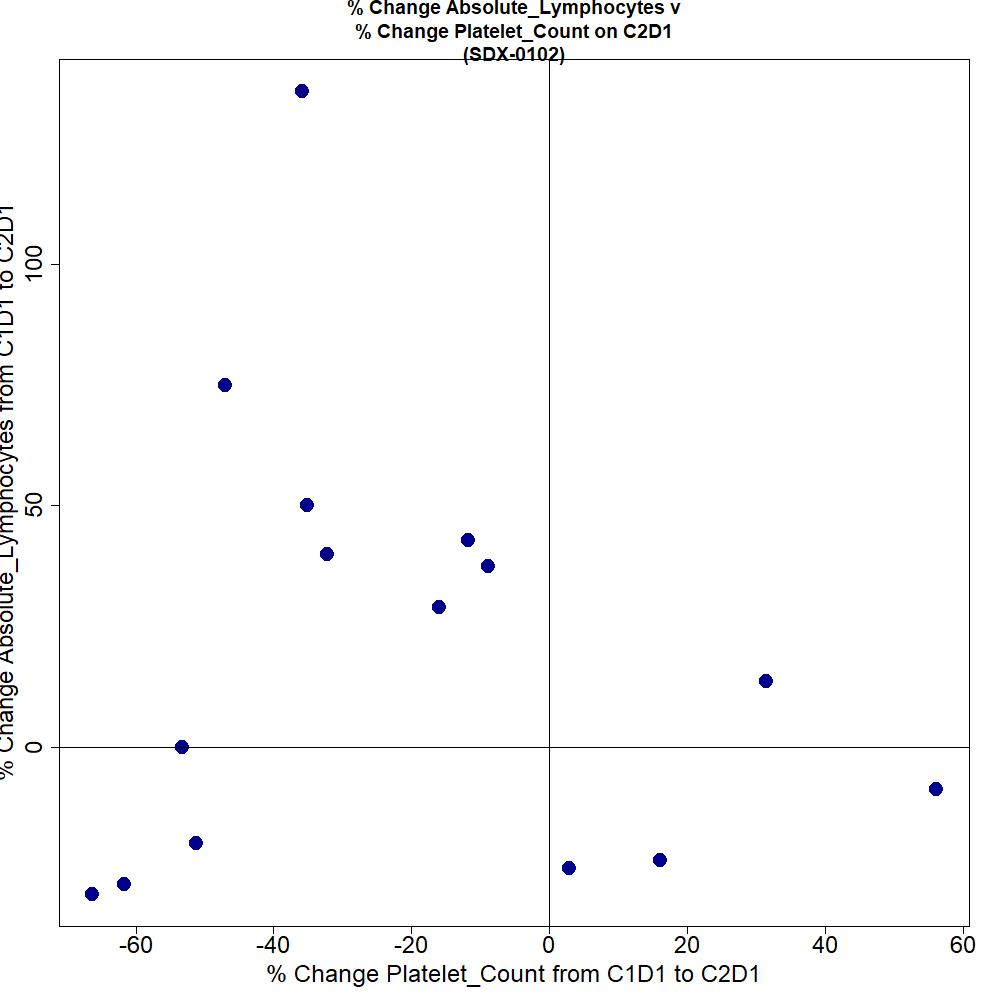 % Change Absolute_Lymphocytes v
% Change Platelet_Count on C2D1
(SDX-0102)
% Change Absolute_Lymphocytes from C1D1 to C2D1
100
50
0
-60
-40
-20
0
20
40
60
% Change Platelet_Count from C1D1 to C2D1